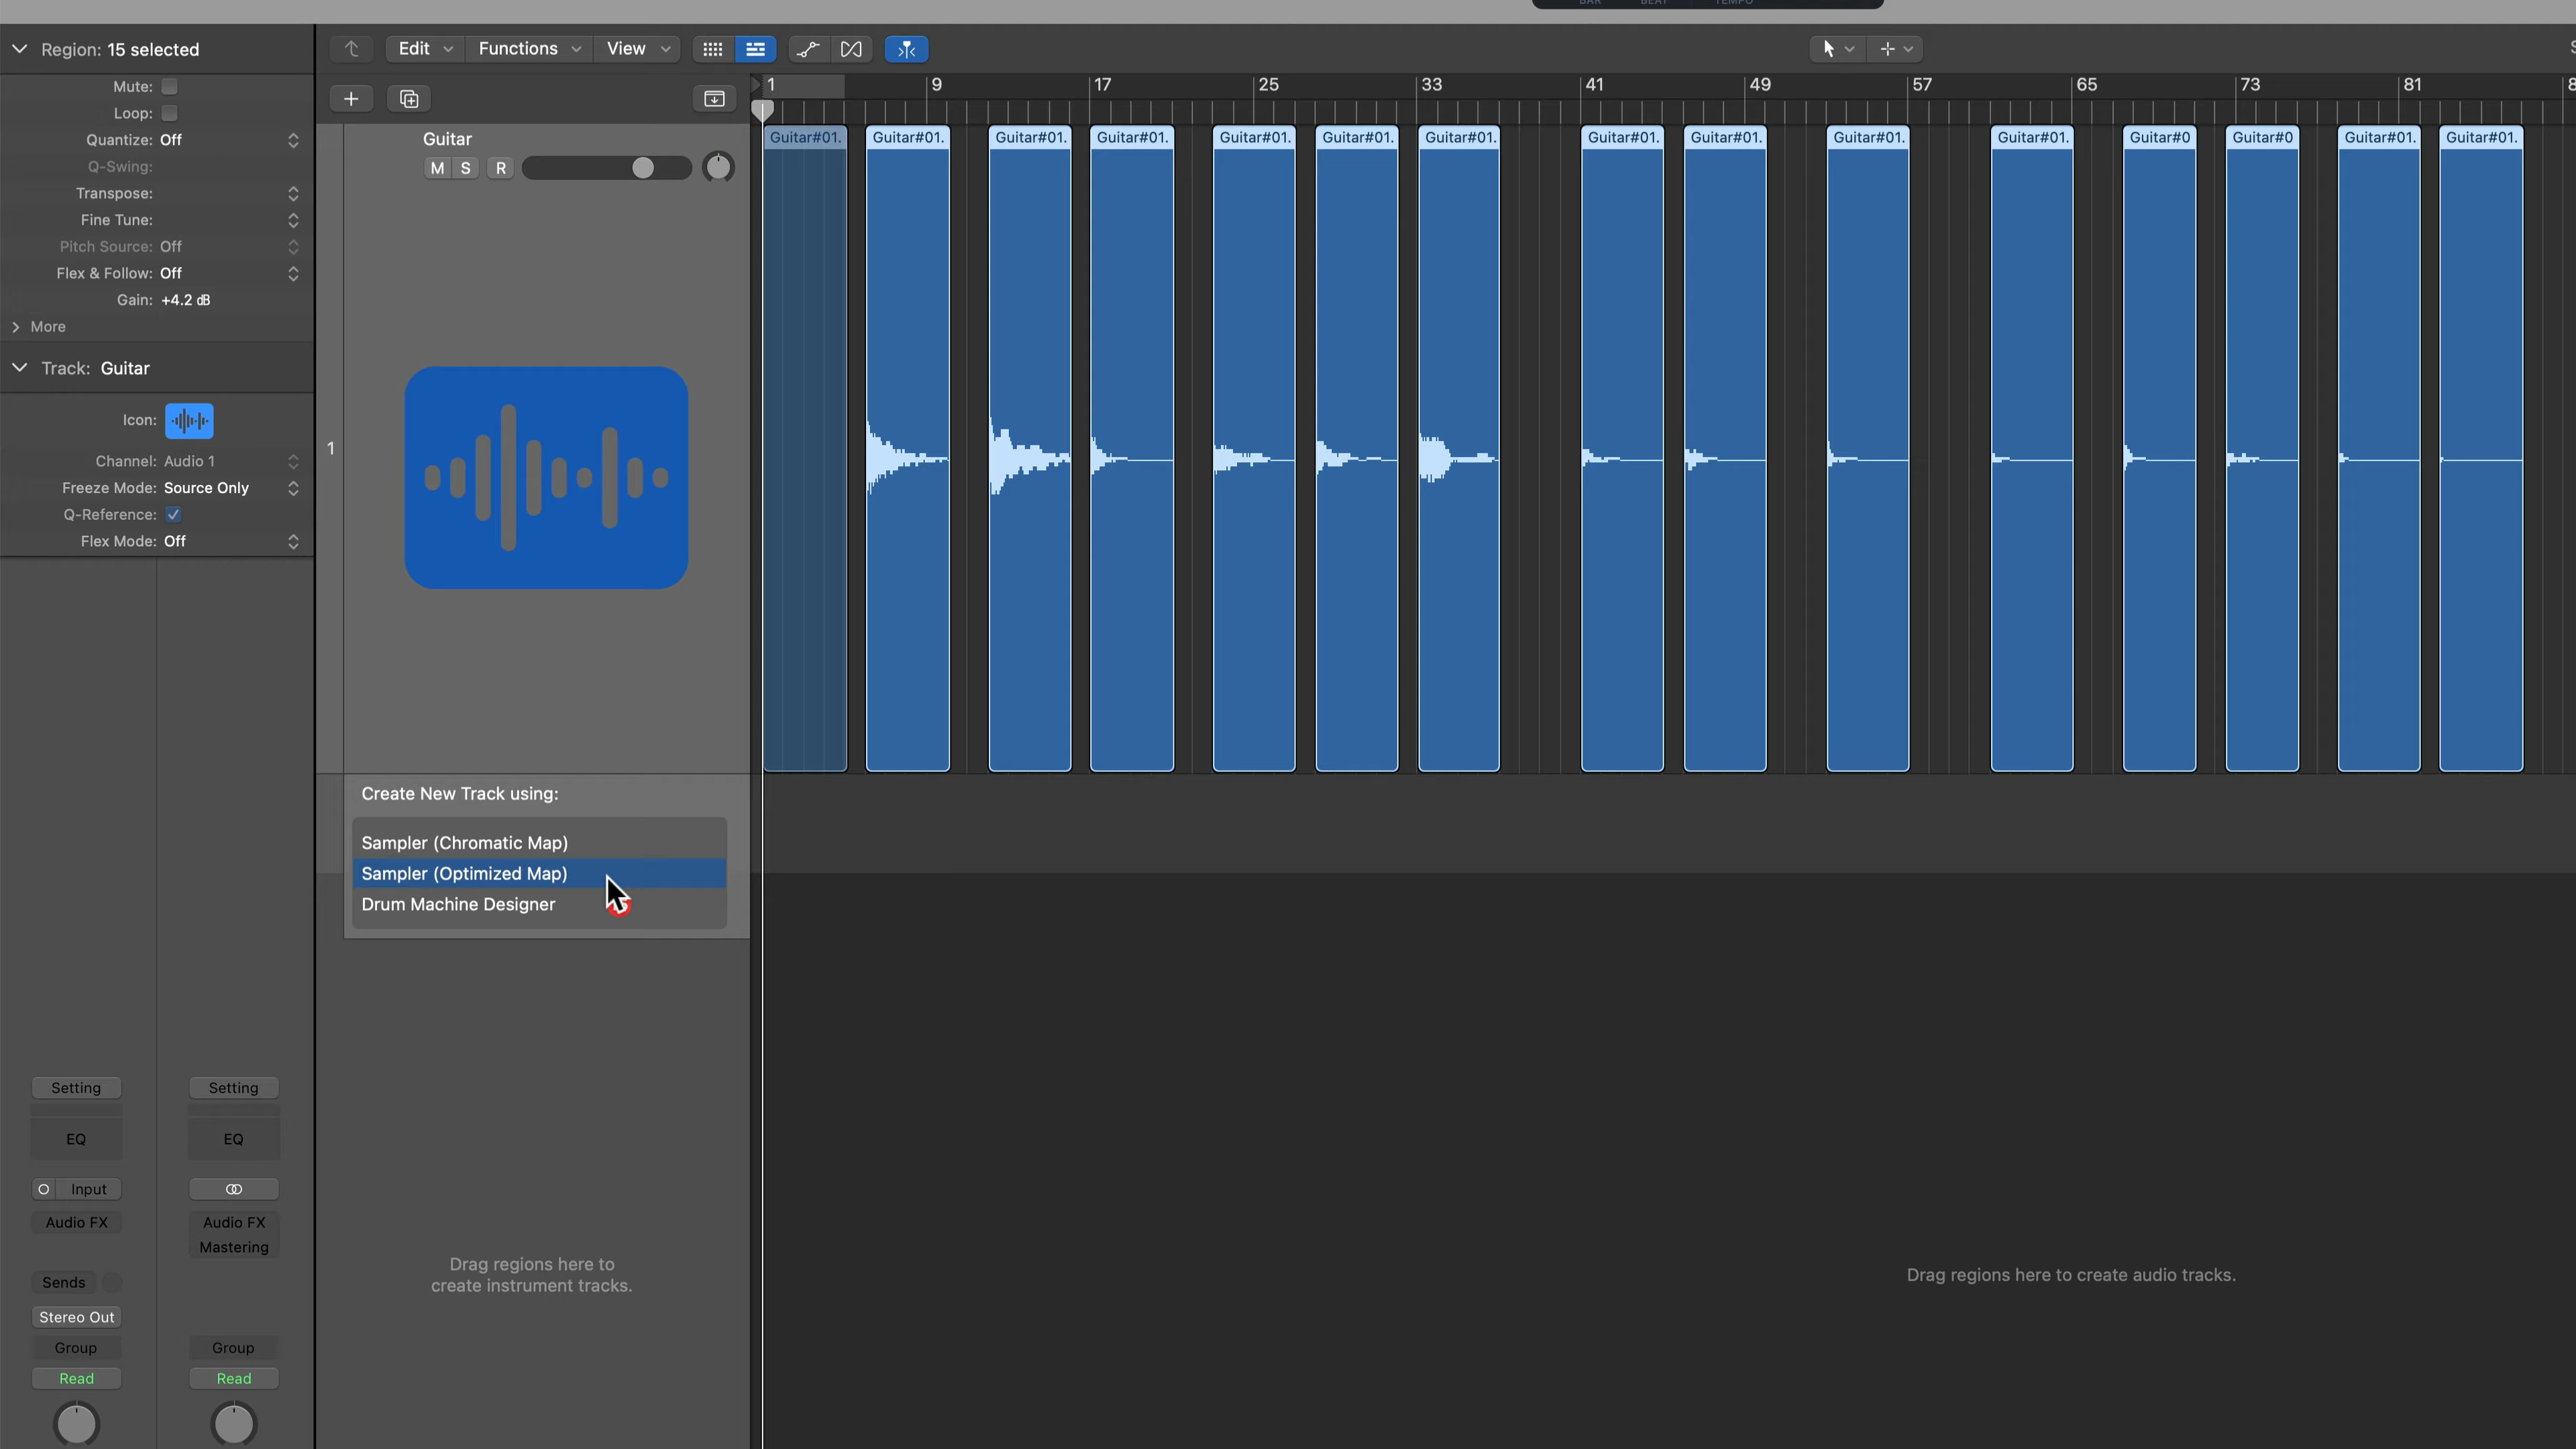 BAR BEAT TEMPO
Region: 15 selected
Edit Functions View
Mute:
Loop:
Quantize: Off
Q-Swing:
Transpose:
Fine Tune:
Pitch Source: Off
Flex & Follow: Off
Gain: +4.2 dB
More
Track: Guitar
Icon:
Channel: Audio 1
Freeze Mode: Source Only
Q-Reference:
Flex Mode: Off
Setting Setting
EQ EQ
Input
Audio FX Audio FX
Mastering
Sends
Stereo Out
Group Group
Read Read
1 9 17 25 33 41 49 57 65 73 81
Guitar
M S R
1
Guitar#01. Guitar#01. Guitar#01. Guitar#01. Guitar#01. Guitar#01. Guitar#01. Guitar#01. Guitar#01. Guitar#01. Guitar#01. Guitar#0 Guitar#0 Guitar#01. Guitar#01.
Create New Track using:
Sampler (Chromatic Map)
Sampler (Optimized Map)
Drum Machine Designer
Drag regions here to
create instrument tracks.
Drag regions here to create audio tracks.